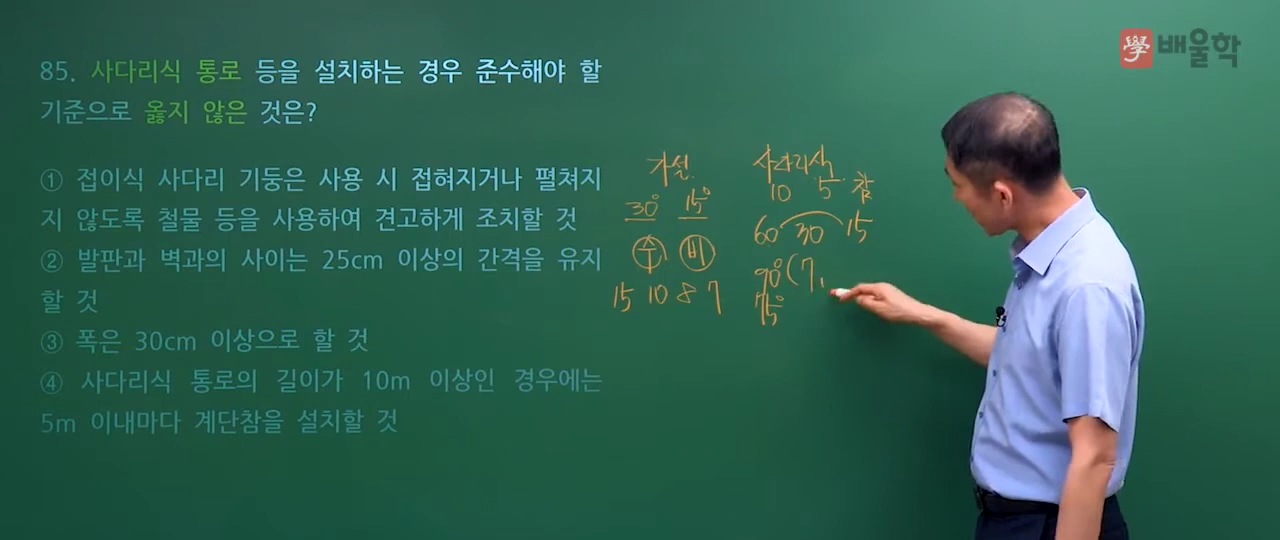 學 배울학
85. 사다리식 통로 등을 설치하는 경우 준수해야 할
기준으로 옳지 않은 것은?
① 접이식 사다리 기둥은 사용 시 접혀지거나 펼쳐지
지 않도록 철물 등을 사용하여 견고하게 조치할 것
② 발판과 벽과의 사이는 25cm 이상의 간격을 유지
할 것
③ 폭은 30cm 이상으로 할 것
④ 사다리식 통로의 길이가 10m 이상인 경우에는
5m 이내마다 계단참을 설치할 것
가설
30° 15°
수 비
15 10 8 7
사다리식
10 5 참
60 30 15
90° (7.
75°